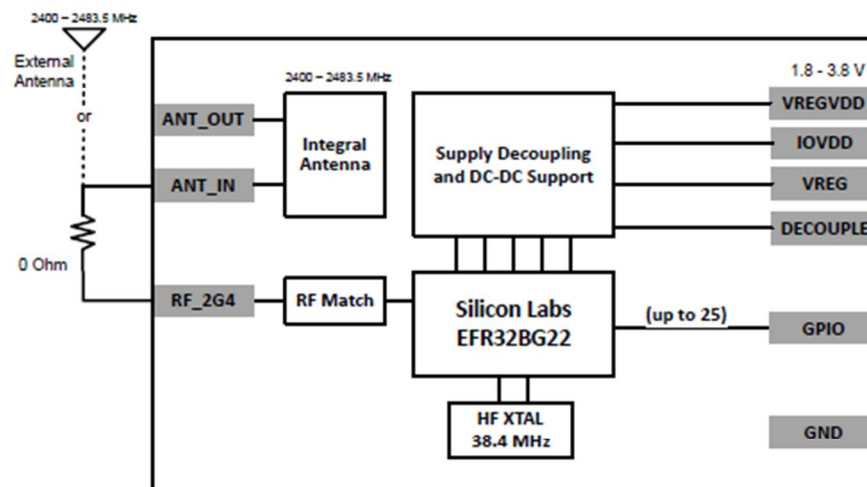 2400 – 2483.5 MHz
External
Antenna
or
0 Ohm
ANT_OUT
ANT_IN
RF_2G4
2400 – 2483.5 MHz
Integral
Antenna
RF Match
Supply Decoupling
and DC-DC Support
Silicon Labs
EFR32BG22
HF XTAL
38.4 MHz
(up to 25)
1.8 - 3.8 V
VREGVDD
IOVDD
VREG
DECOUPLE
GPIO
GND